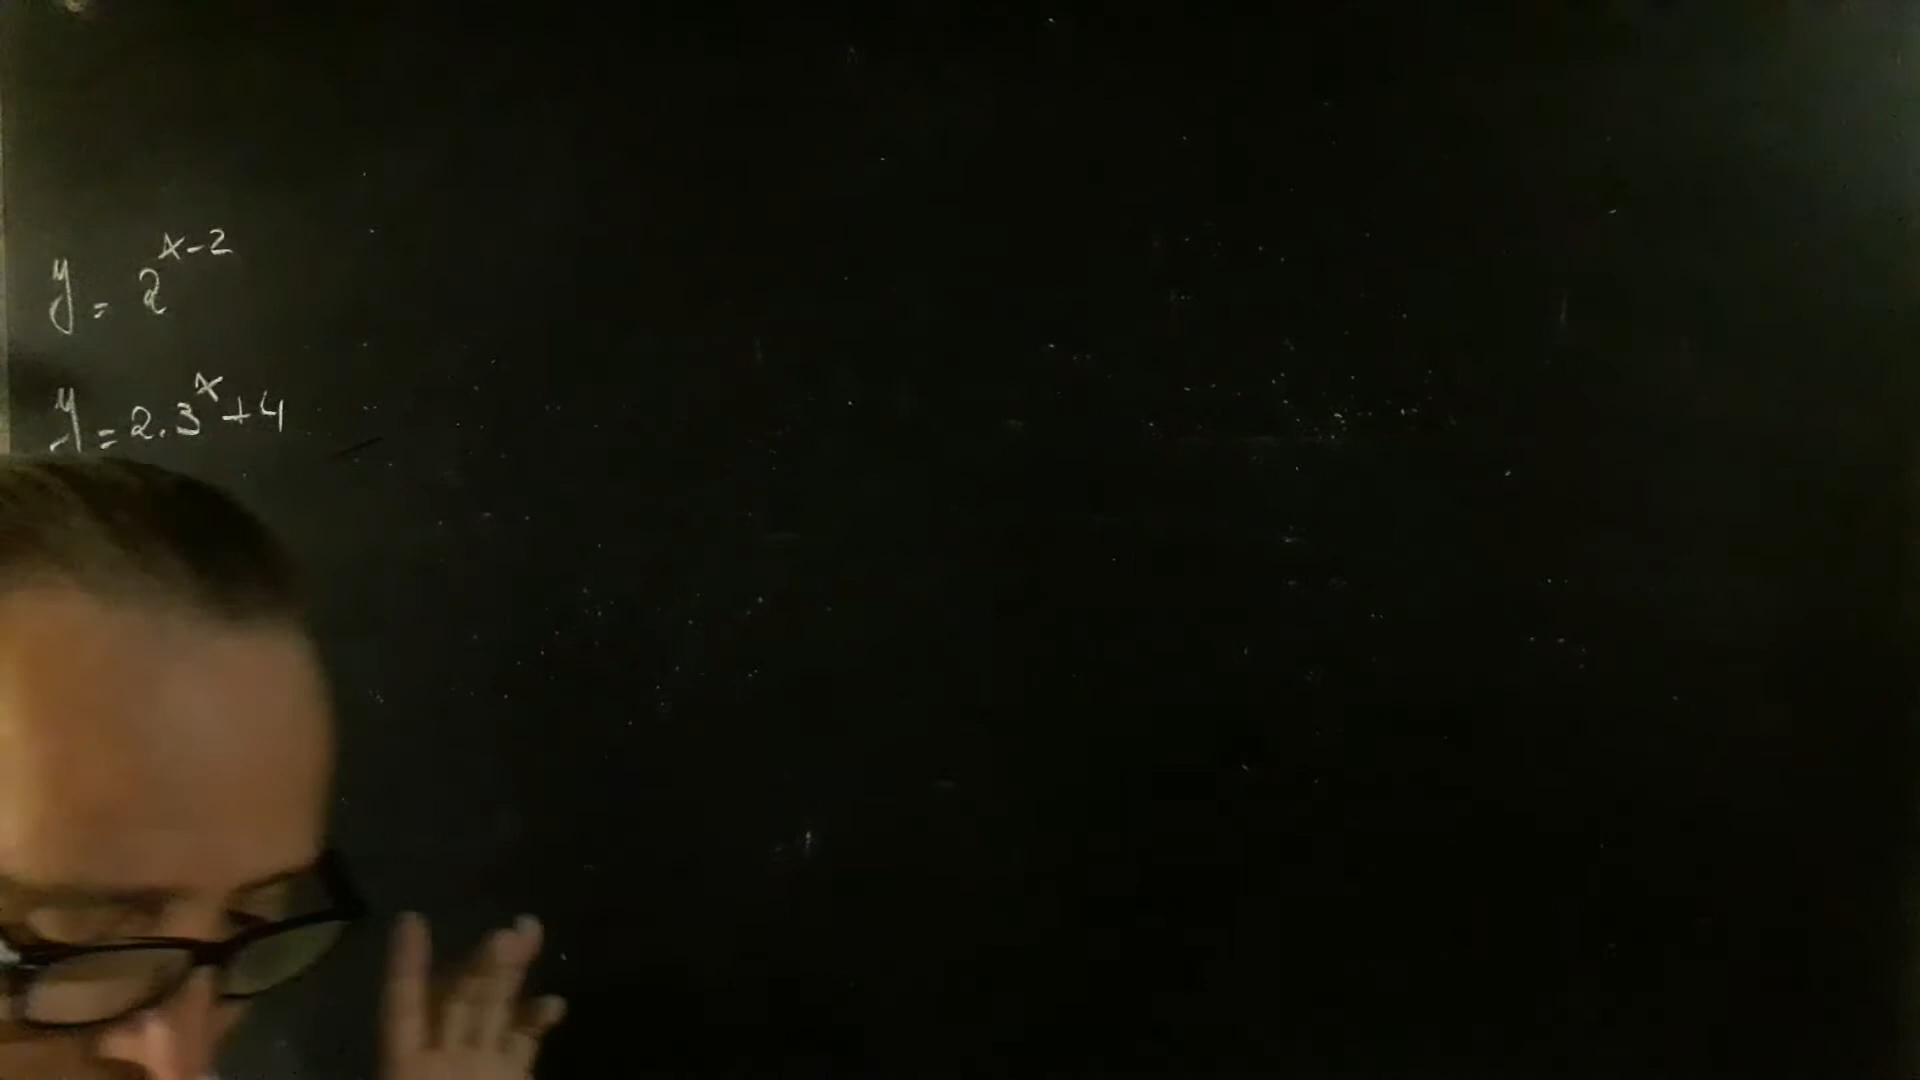 y = 2^{x-2}
y = 2.3^x + 4